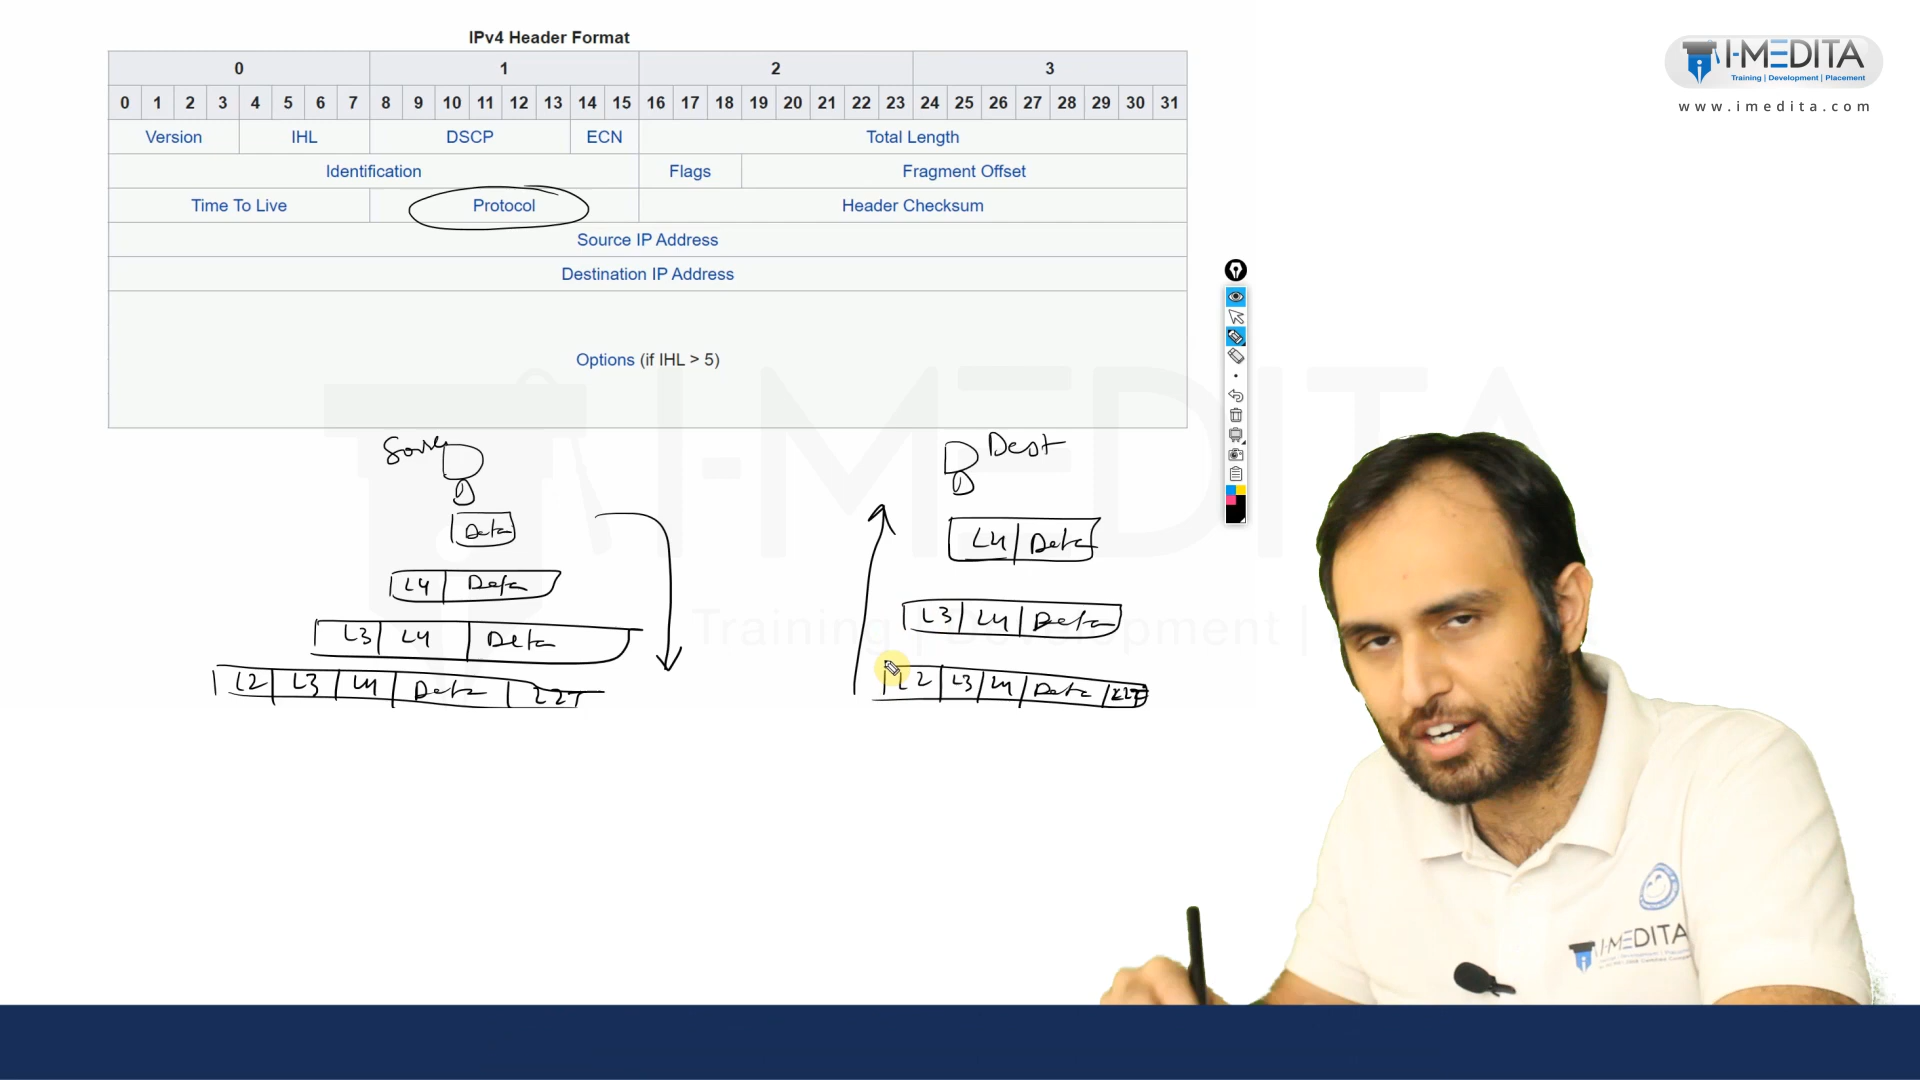 IPv4 Header Format
0 1 2 3
0 1 2 3 4 5 6 7 8 9 10 11 12 13 14 15 16 17 18 19 20 21 22 23 24 25 26 27 28 29 30 31
Version IHL DSCP ECN Total Length
Identification Flags Fragment Offset
Time To Live Protocol Header Checksum
Source IP Address
Destination IP Address
Options (if IHL > 5)
I-MEDITA
Training | Development | Placement
www.imedita.com
I-MEDITA
Training | Development |
Dest
Data
L4 Data
L3 L4 Data
L2 L3 L4 Data L2T
L4 Data
L3 L4 Data
L2 L3 L4 Data L2T
I-MEDITA